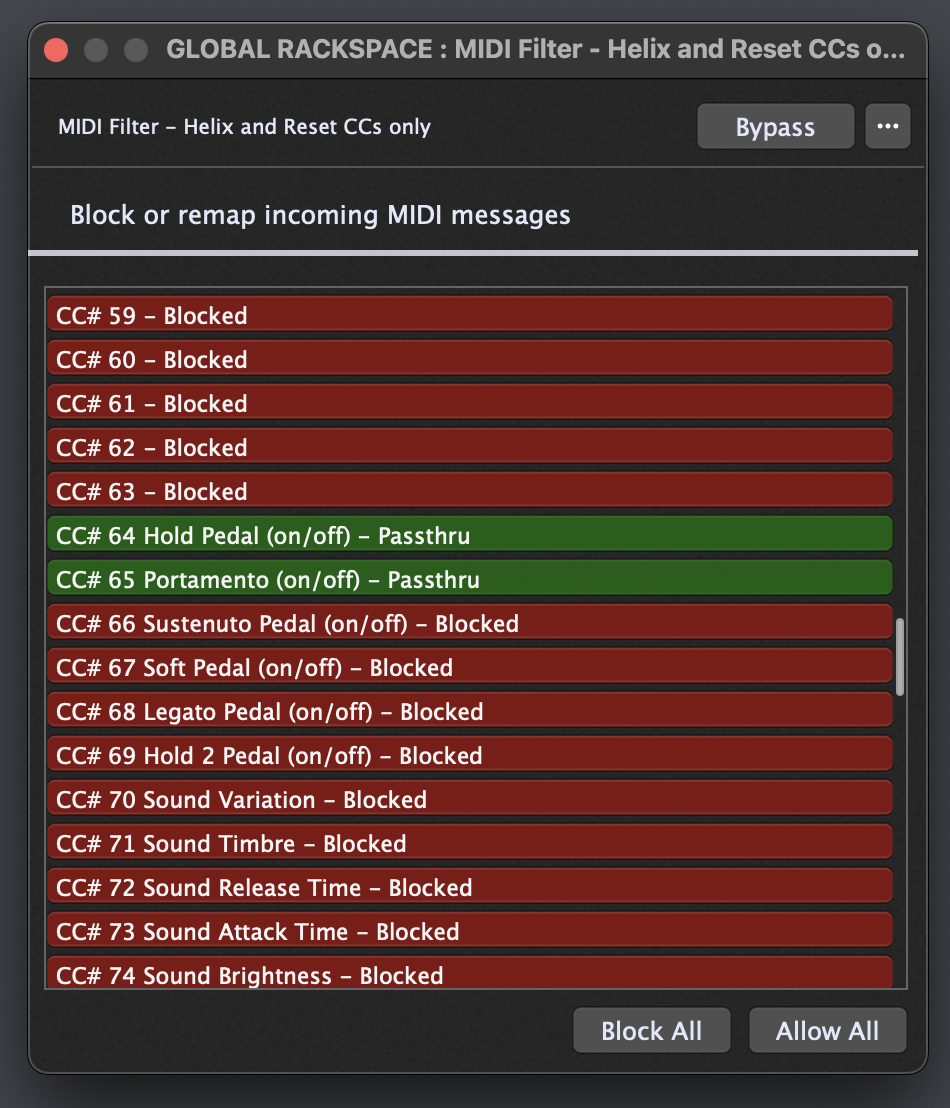 GLOBAL RACKSPACE : MIDI Filter - Helix and Reset CCs o...
MIDI Filter – Helix and Reset CCs only
Bypass
...
Block or remap incoming MIDI messages
CC# 59 – Blocked
CC# 60 – Blocked
CC# 61 – Blocked
CC# 62 – Blocked
CC# 63 – Blocked
CC# 64 Hold Pedal (on/off) – Passthru
CC# 65 Portamento (on/off) – Passthru
CC# 66 Sustenuto Pedal (on/off) – Blocked
CC# 67 Soft Pedal (on/off) – Blocked
CC# 68 Legato Pedal (on/off) – Blocked
CC# 69 Hold 2 Pedal (on/off) – Blocked
CC# 70 Sound Variation – Blocked
CC# 71 Sound Timbre – Blocked
CC# 72 Sound Release Time – Blocked
CC# 73 Sound Attack Time – Blocked
CC# 74 Sound Brightness – Blocked
Block All
Allow All